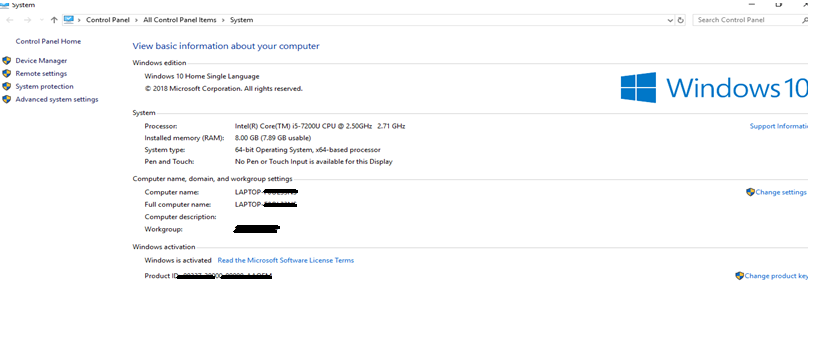 System
Control Panel > All Control Panel Items > System
Search Control Panel
Control Panel Home
Device Manager
Remote settings
System protection
Advanced system settings
View basic information about your computer
Windows edition
Windows 10 Home Single Language
© 2018 Microsoft Corporation. All rights reserved.
Windows 10
System
Processor: Intel(R) Core(TM) i5-7200U CPU @ 2.50GHz 2.71 GHz
Installed memory (RAM): 8.00 GB (7.89 GB usable)
System type: 64-bit Operating System, x64-based processor
Pen and Touch: No Pen or Touch Input is available for this Display
Support Informati
Computer name, domain, and workgroup settings
Computer name: LAPTOP-
Full computer name: LAPTOP-
Computer description:
Workgroup:
Change settings
Windows activation
Windows is activated Read the Microsoft Software License Terms
Product ID
Change product key